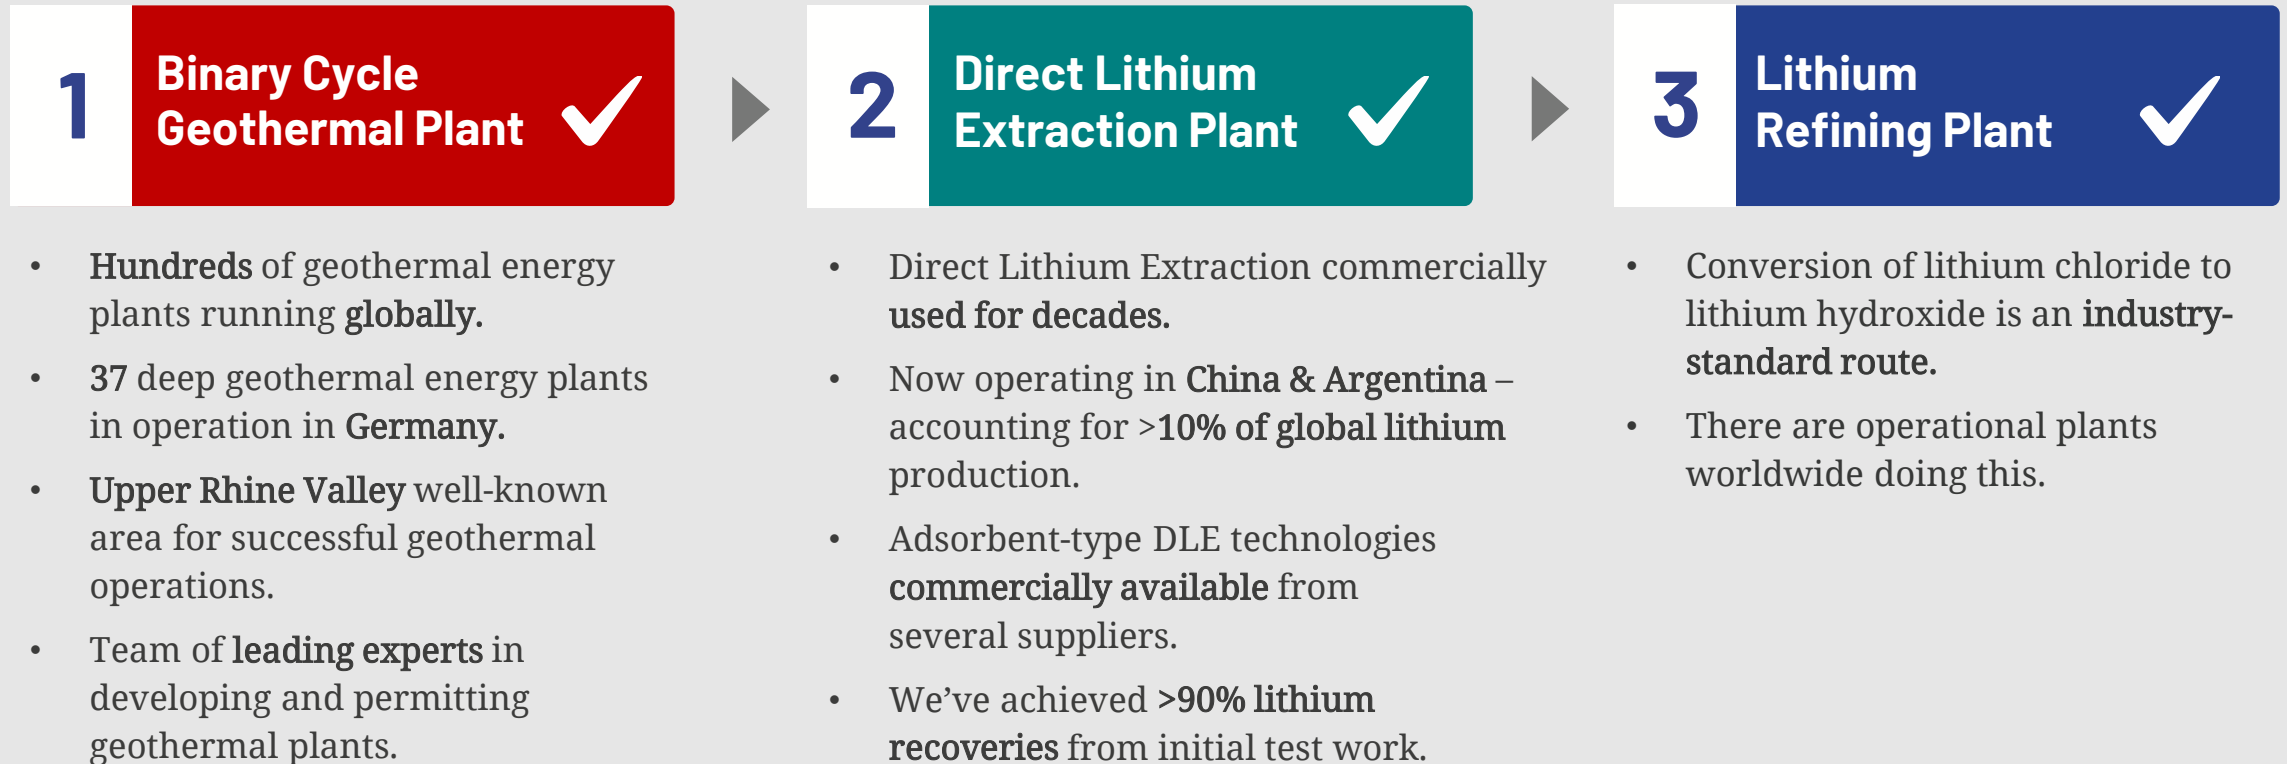 1
Binary Cycle
Geothermal Plant
• Hundreds of geothermal energy
plants running globally.
• 37 deep geothermal energy plants
in operation in Germany.
• Upper Rhine Valley well-known
area for successful geothermal
operations.
• Team of leading experts in
developing and permitting
geothermal plants.
2
Direct Lithium
Extraction Plant
• Direct Lithium Extraction commercially
used for decades.
• Now operating in China & Argentina –
accounting for >10% of global lithium
production.
• Adsorbent-type DLE technologies
commercially available from
several suppliers.
• We’ve achieved >90% lithium
recoveries from initial test work.
3
Lithium
Refining Plant
• Conversion of lithium chloride to
lithium hydroxide is an industry-
standard route.
• There are operational plants
worldwide doing this.